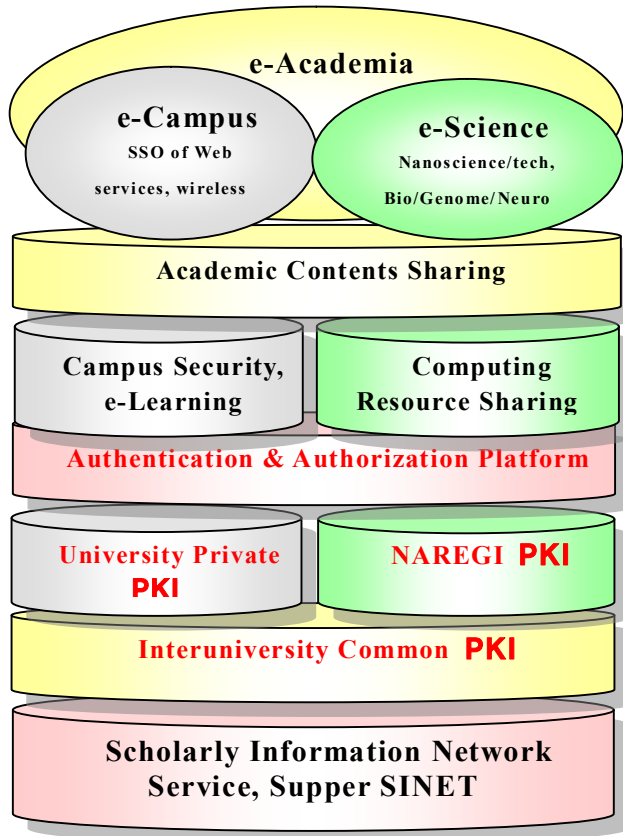 e-Academia
e-Campus
SSO of Web
services, wireless
e-Science
Nanoscience/tech,
Bio/Genome/Neuro
Academic Contents Sharing
Campus Security,
e-Learning
Computing
Resource Sharing
Authentication & Authorization Platform
University Private
PKI
NAREGI PKI
Interuniversity Common PKI
Scholarly Information Network
Service, Supper SINET